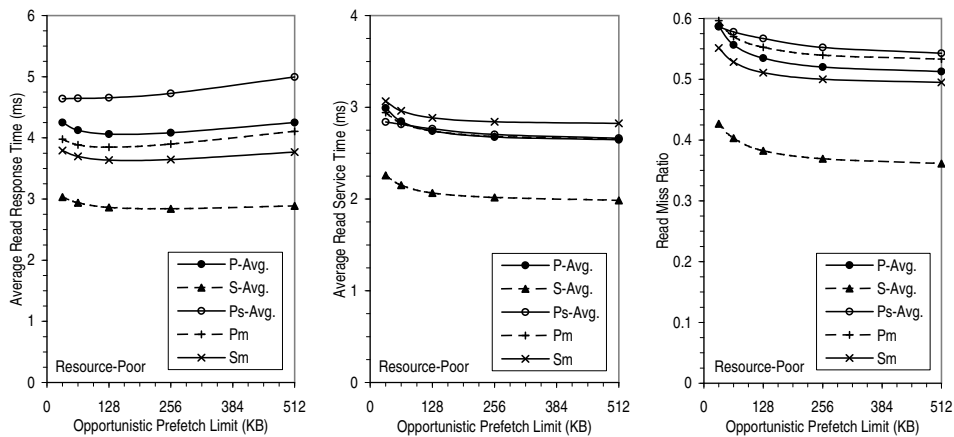 Average Read Response Time (ms)
6
5
4
3
2
1
0
P-Avg.
S-Avg.
Ps-Avg.
Pm
Sm
Resource-Poor
0 128 256 384 512
Opportunistic Prefetch Limit (KB)
Average Read Service Time (ms)
4
3
2
1
0
P-Avg.
S-Avg.
Ps-Avg.
Pm
Sm
Resource-Poor
0 128 256 384 512
Opportunistic Prefetch Limit (KB)
Read Miss Ratio
0.6
0.5
0.4
0.3
0.2
0.1
0
P-Avg.
S-Avg.
Ps-Avg.
Pm
Sm
Resource-Poor
0 128 256 384 512
Opportunistic Prefetch Limit (KB)